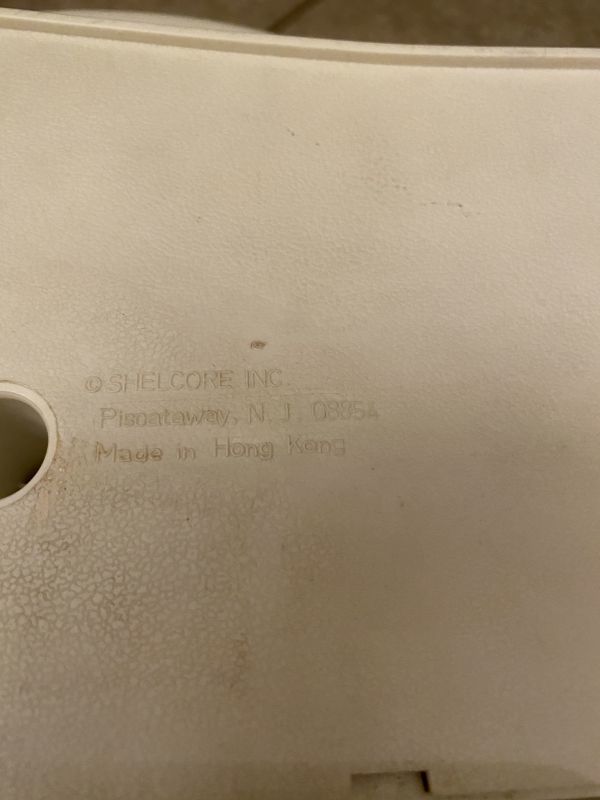 © SHELCORE INC.
Piscataway, N. J. 08854
Made in Hong Kong